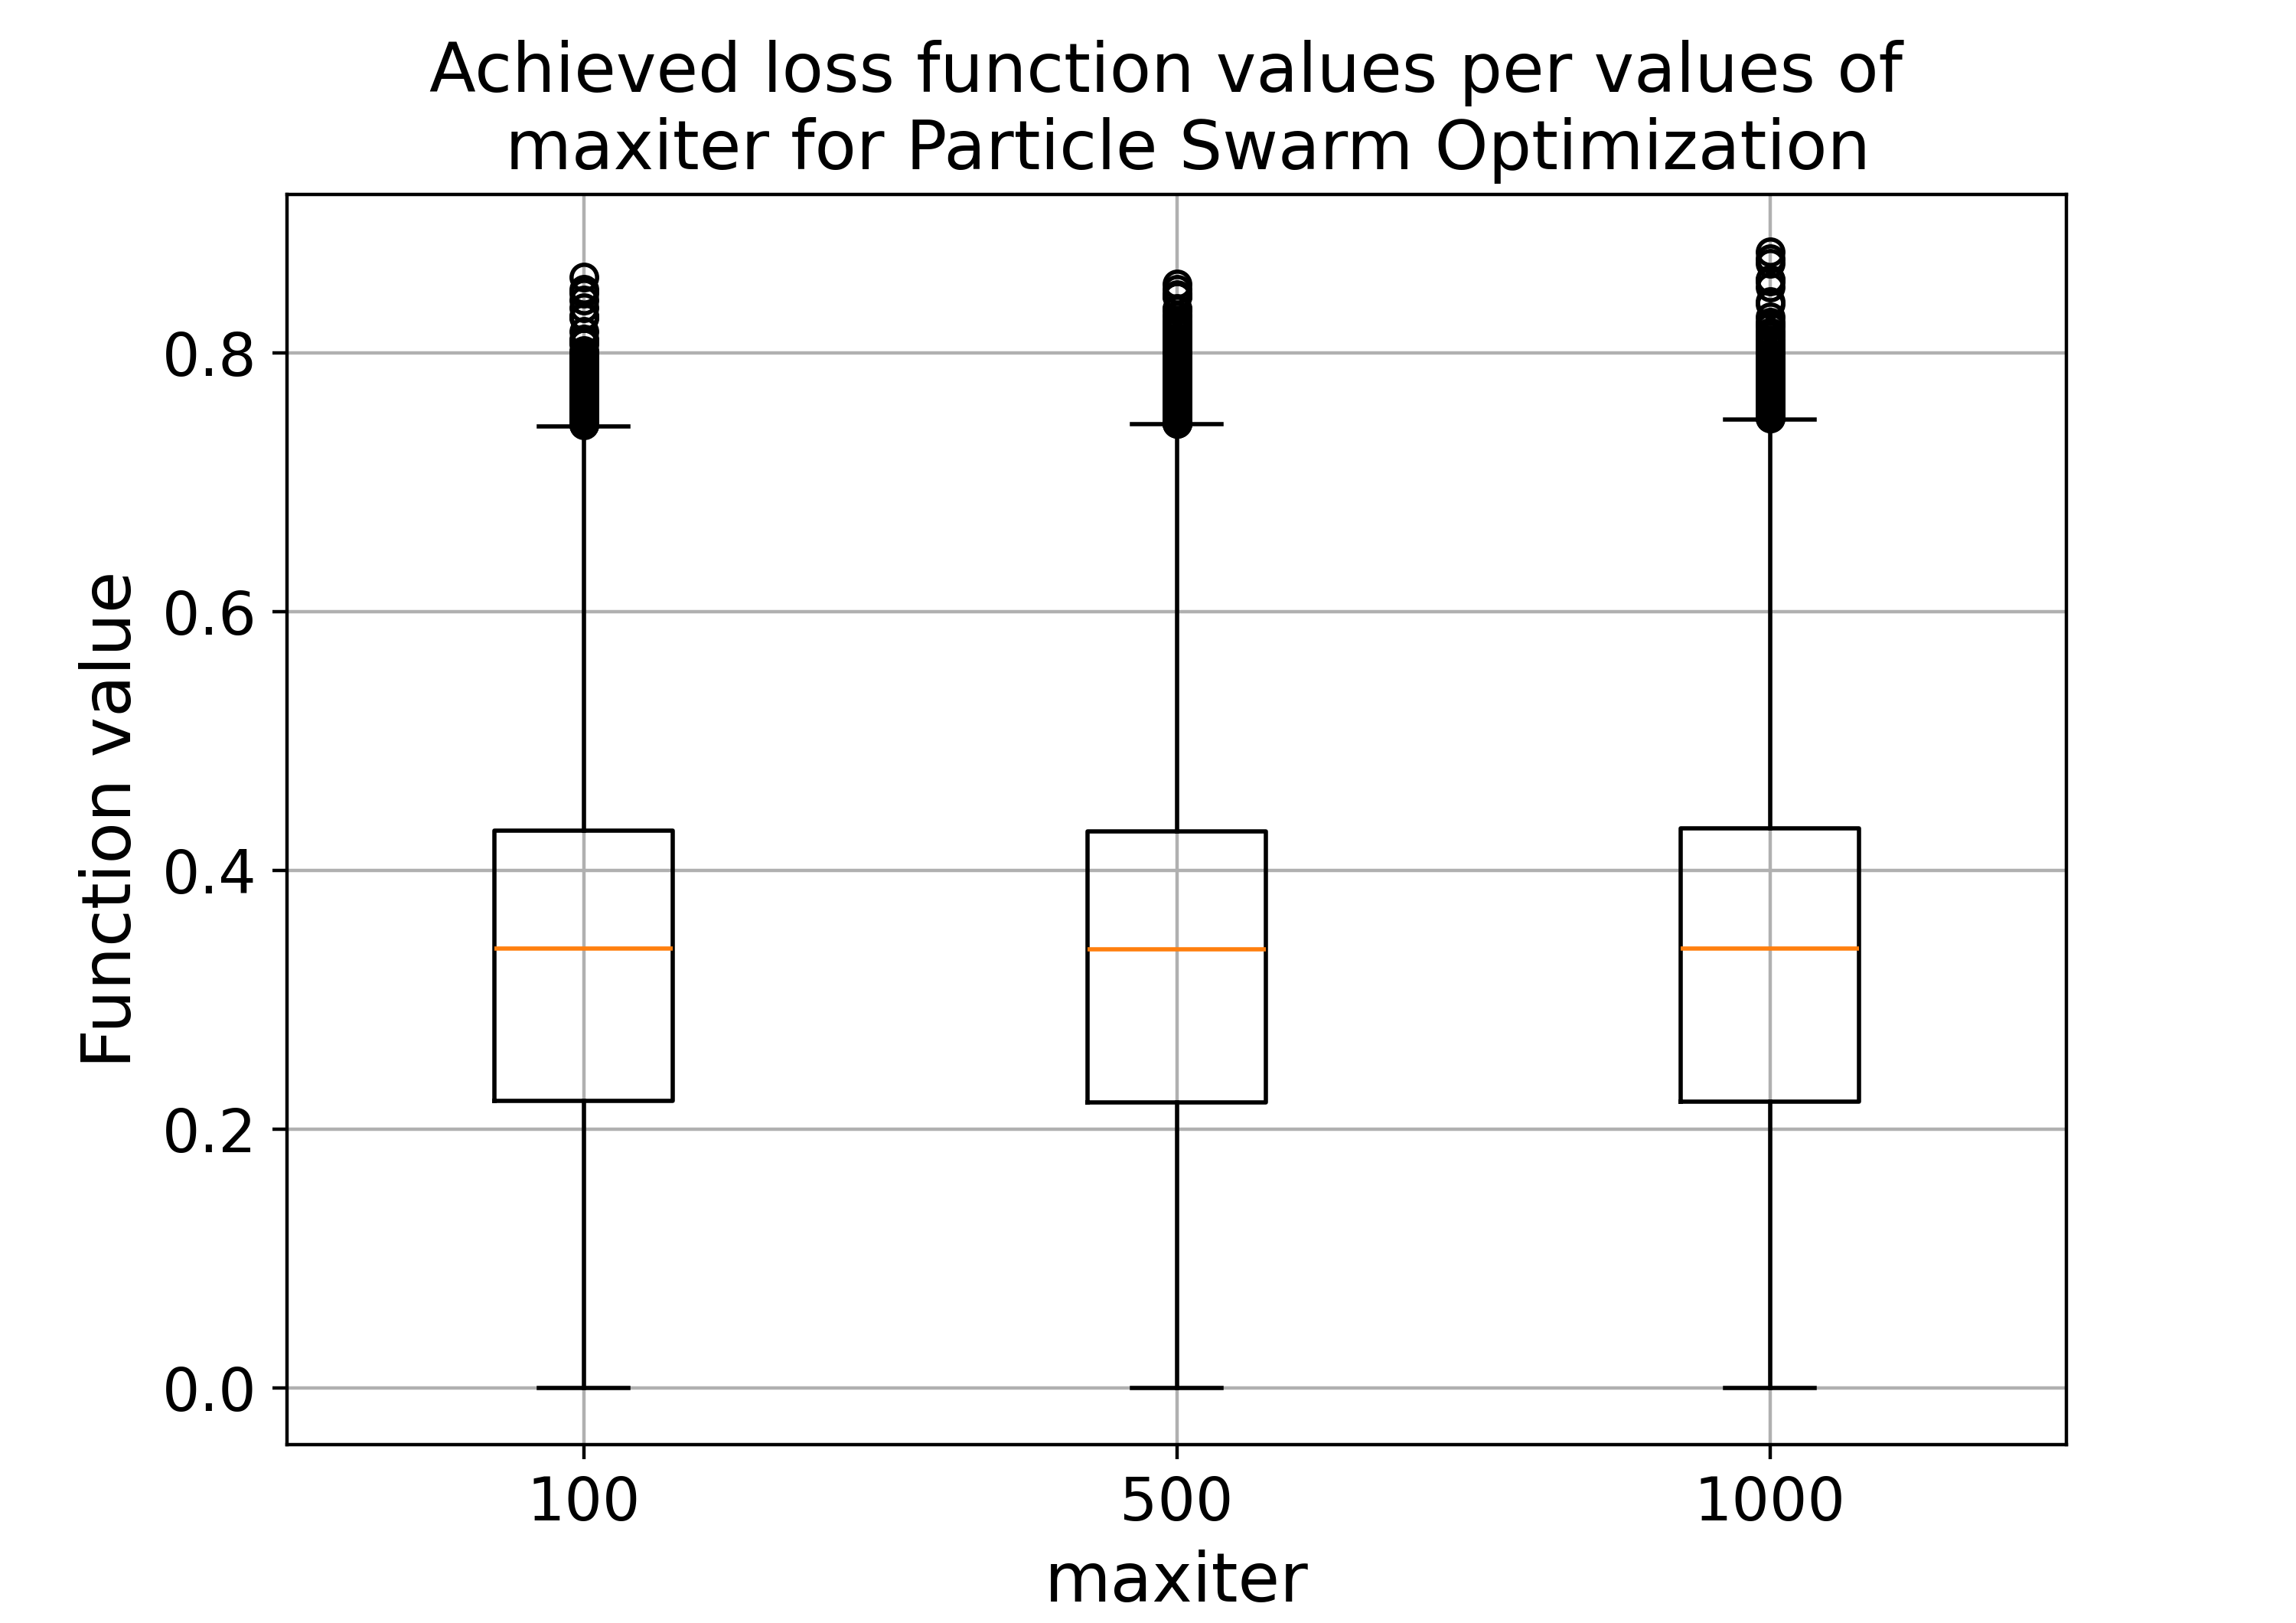 Achieved loss function values per values of
maxiter for Particle Swarm Optimization
Function value
0.8
0.6
0.4
0.2
0.0
100
500
1000
maxiter